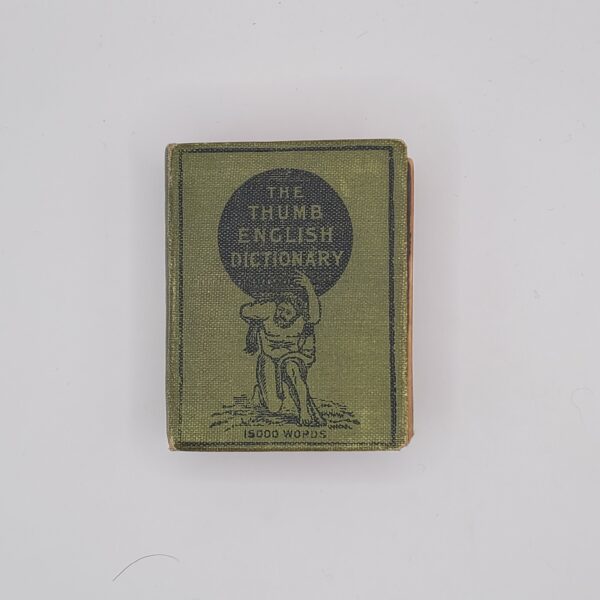 THE
THUMB
ENGLISH
DICTIONARY
15000 WORDS